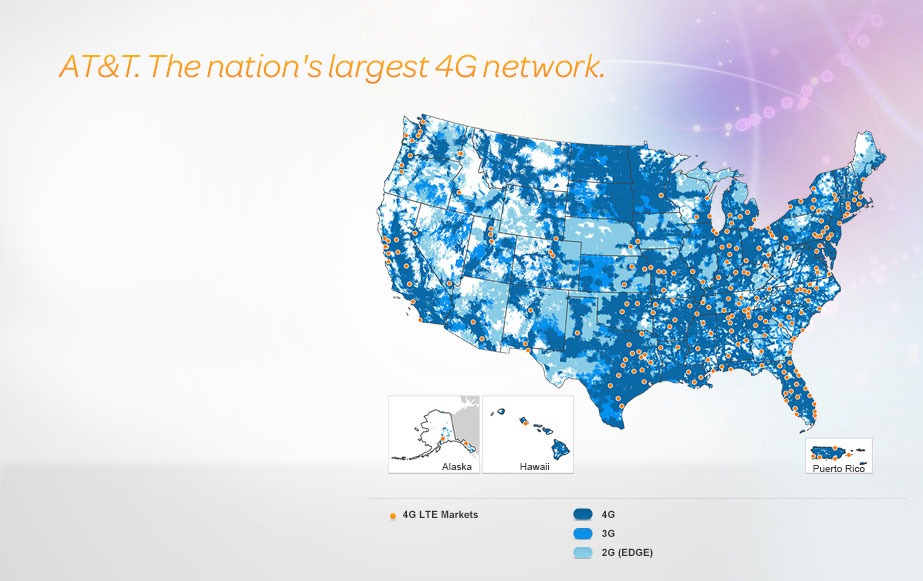 AT&T. The nation's largest 4G network.
Alaska
Hawaii
Puerto Rico
4G LTE Markets
4G
3G
2G (EDGE)